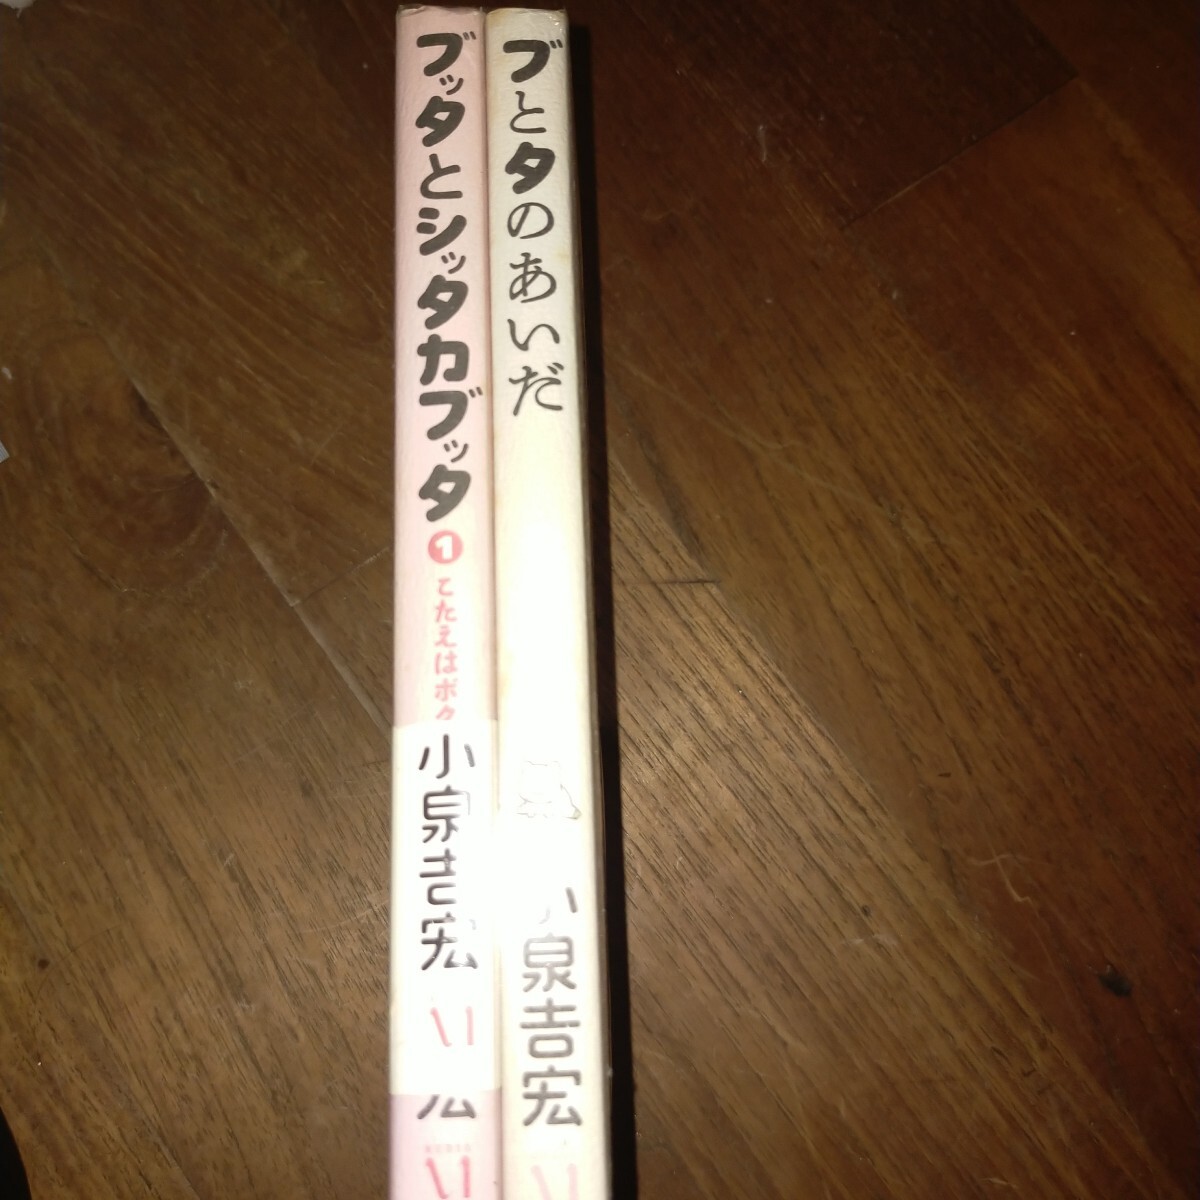 ブッタとシッタカブッタ
1
こたえはボク
小泉吉宏
宏
ブとタのあいだ
小泉吉宏